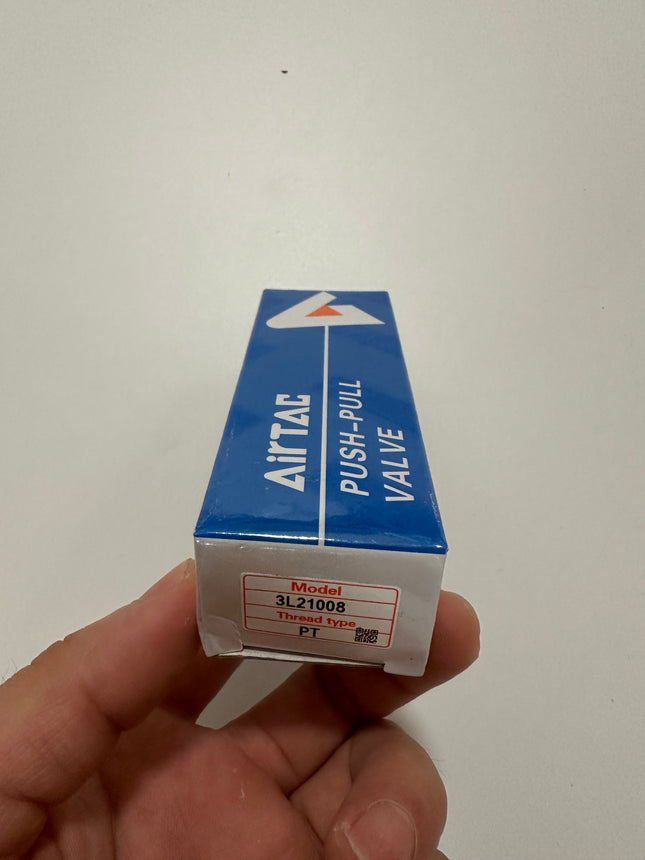 AirTAC
PUSH-PULL
VALVE
Model
3L21008
Thread type
PT